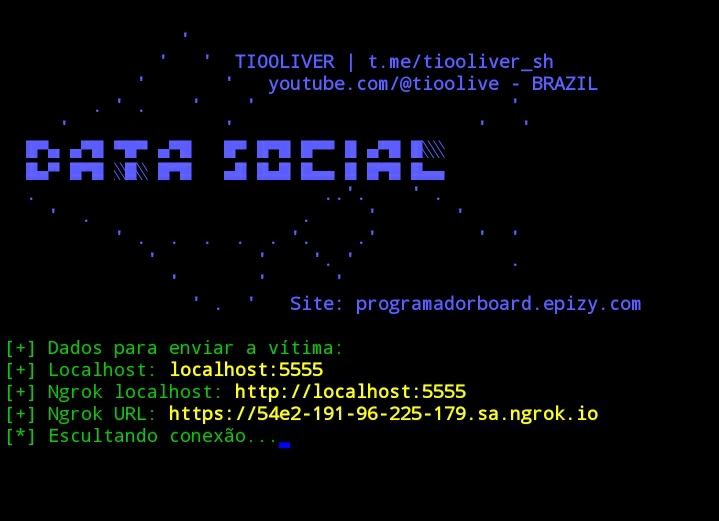 TIOOLIVER | t.me/tiooliver_sh
youtube.com/@tioolive - BRAZIL
DATA SOCIAL
Site: programadorboard.epizy.com
[+] Dados para enviar a vítima:
[+] Localhost: localhost:5555
[+] Ngrok localhost: http://localhost:5555
[+] Ngrok URL: https://54e2-191-96-225-179.sa.ngrok.io
[*] Escultando conexão...